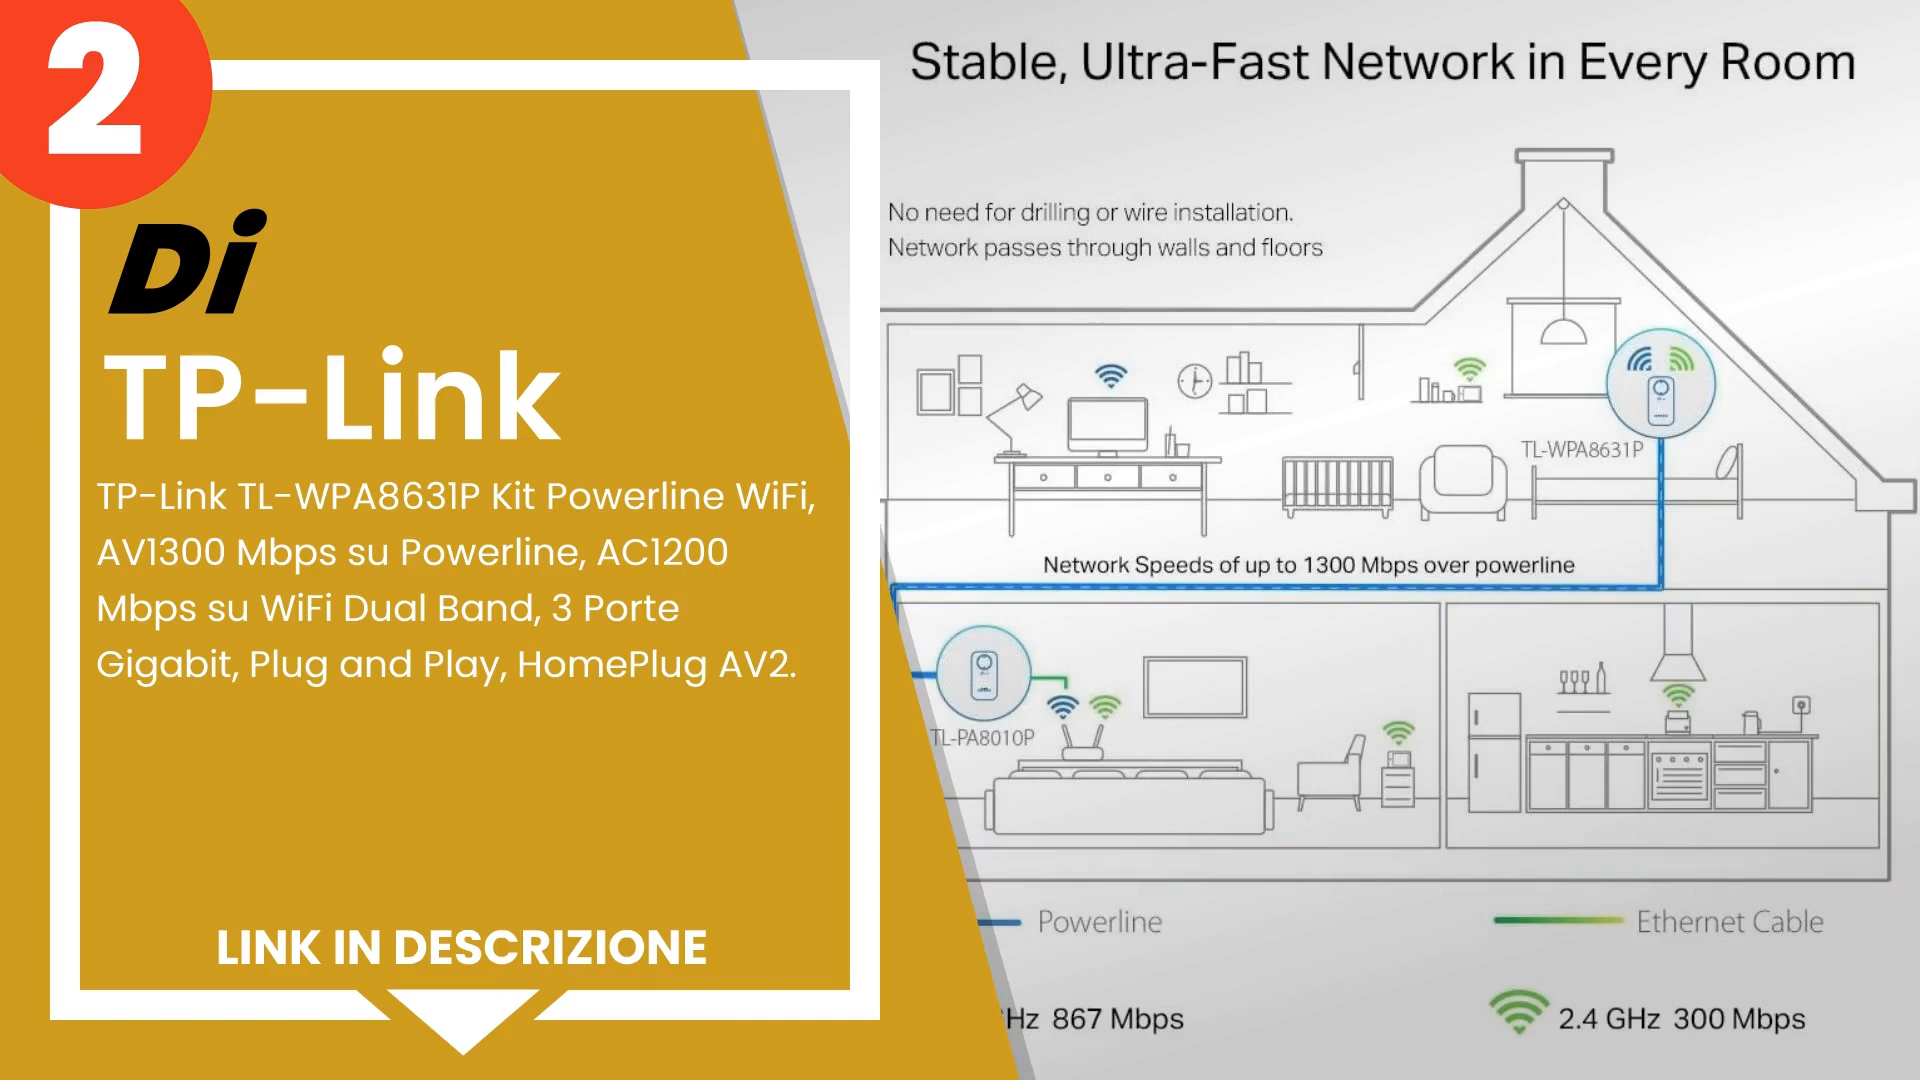 2
Di
TP-Link
TP-Link TL-WPA8631P Kit Powerline WiFi,
AV1300 Mbps su Powerline, AC1200
Mbps su WiFi Dual Band, 3 Porte
Gigabit, Plug and Play, HomePlug AV2.
LINK IN DESCRIZIONE
Stable, Ultra-Fast Network in Every Room
No need for drilling or wire installation.
Network passes through walls and floors
TL-WPA8631P
Network Speeds of up to 1300 Mbps over powerline
TL-PA8010P
Powerline
Ethernet Cable
Hz 867 Mbps
2.4 GHz 300 Mbps